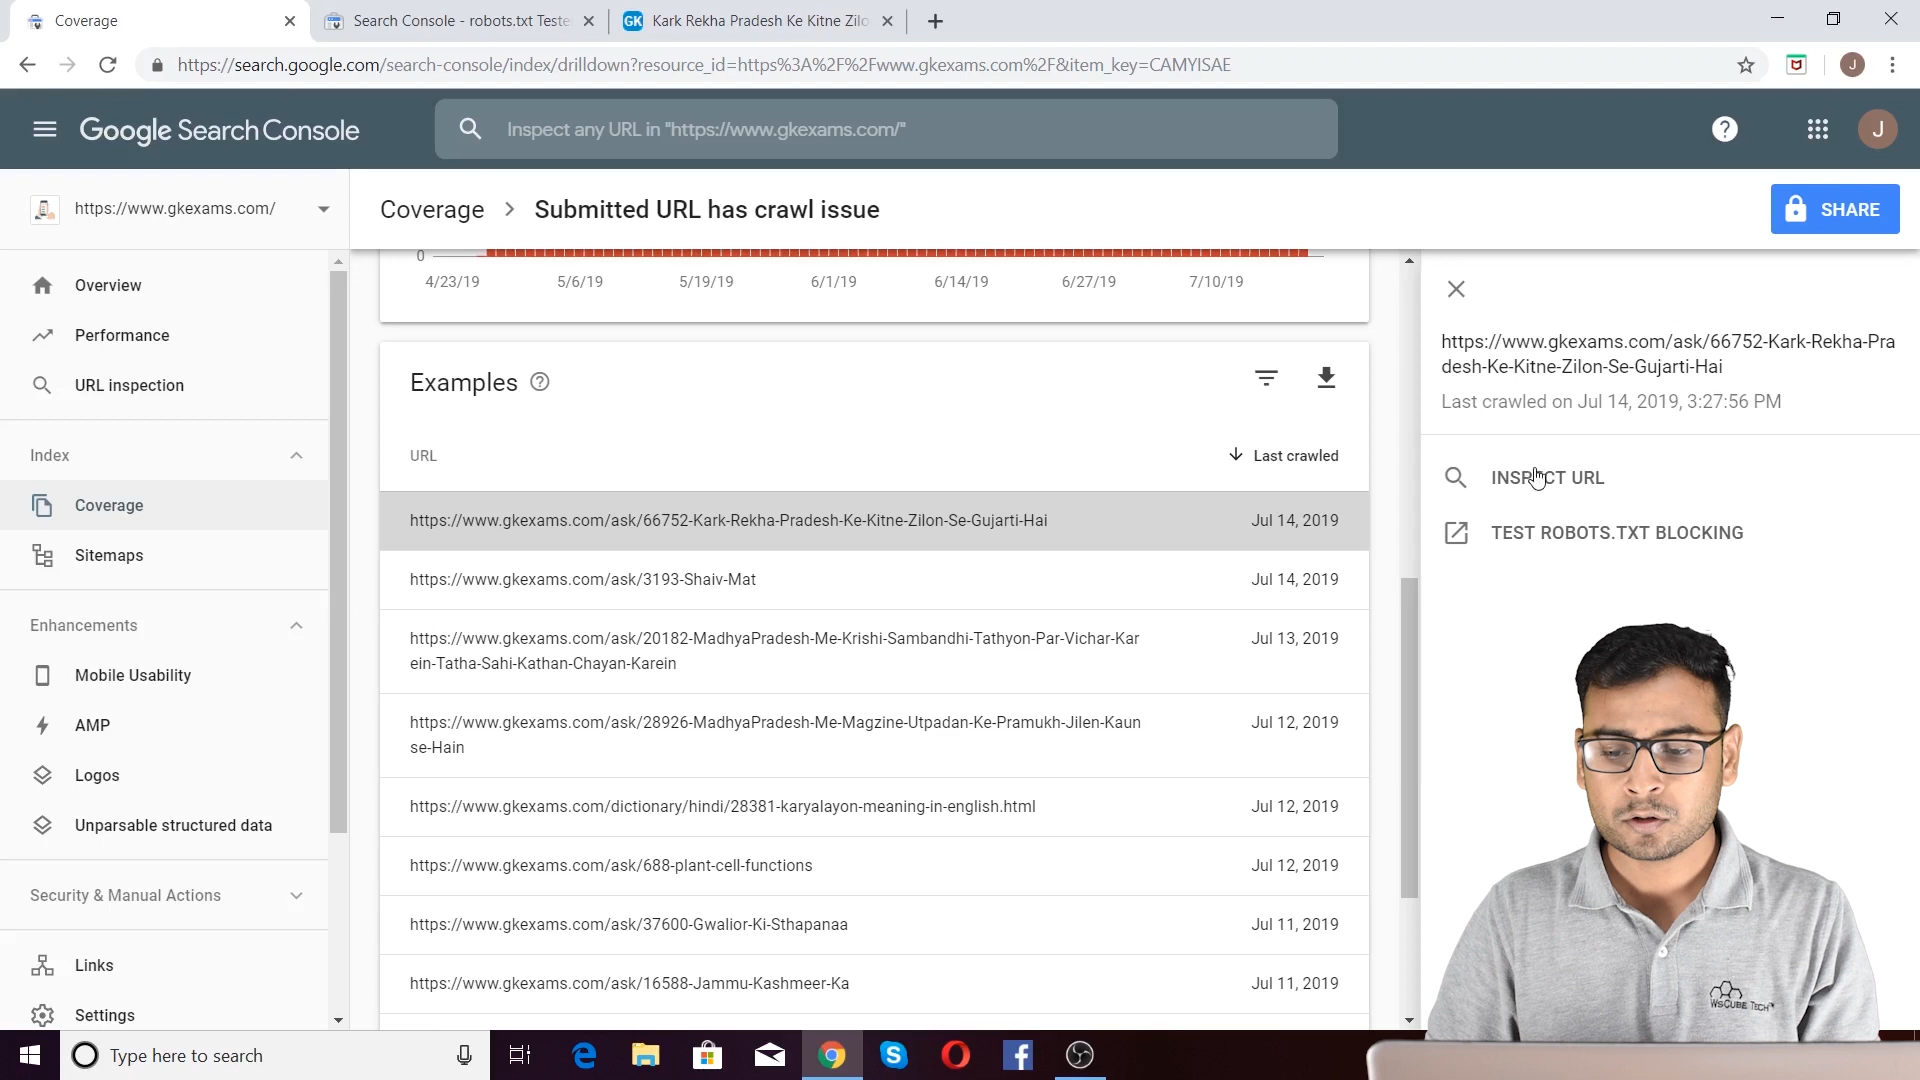 Coverage
Search Console - robots.txt Teste
GK Kark Rekha Pradesh Ke Kitne Zilo
https://search.google.com/search-console/index/drilldown?resource_id=https%3A%2F%2Fwww.gkexams.com%2F&item_key=CAMYISAE
J
Google Search Console
Inspect any URL in "https://www.gkexams.com/"
?
J
https://www.gkexams.com/
Coverage > Submitted URL has crawl issue
SHARE
Overview
Performance
URL inspection
Index
Coverage
Sitemaps
Enhancements
Mobile Usability
AMP
Logos
Unparsable structured data
Security & Manual Actions
Links
Settings
0
4/23/19 5/6/19 5/19/19 6/1/19 6/14/19 6/27/19 7/10/19
Examples ?
URL Last crawled
https://www.gkexams.com/ask/66752-Kark-Rekha-Pradesh-Ke-Kitne-Zilon-Se-Gujarti-Hai Jul 14, 2019
https://www.gkexams.com/ask/3193-Shaiv-Mat Jul 14, 2019
https://www.gkexams.com/ask/20182-MadhyaPradesh-Me-Krishi-Sambandhi-Tathyon-Par-Vichar-Kar Jul 13, 2019
ein-Tatha-Sahi-Kathan-Chayan-Karein
https://www.gkexams.com/ask/28926-MadhyaPradesh-Me-Magzine-Utpadan-Ke-Pramukh-Jilen-Kaun Jul 12, 2019
se-Hain
https://www.gkexams.com/dictionary/hindi/28381-karyalayon-meaning-in-english.html Jul 12, 2019
https://www.gkexams.com/ask/688-plant-cell-functions Jul 12, 2019
https://www.gkexams.com/ask/37600-Gwalior-Ki-Sthapanaa Jul 11, 2019
https://www.gkexams.com/ask/16588-Jammu-Kashmeer-Ka Jul 11, 2019
https://www.gkexams.com/ask/66752-Kark-Rekha-Pra
desh-Ke-Kitne-Zilon-Se-Gujarti-Hai
Last crawled on Jul 14, 2019, 3:27:56 PM
INSPECT URL
TEST ROBOTS.TXT BLOCKING
WsCube Tech
Type here to search